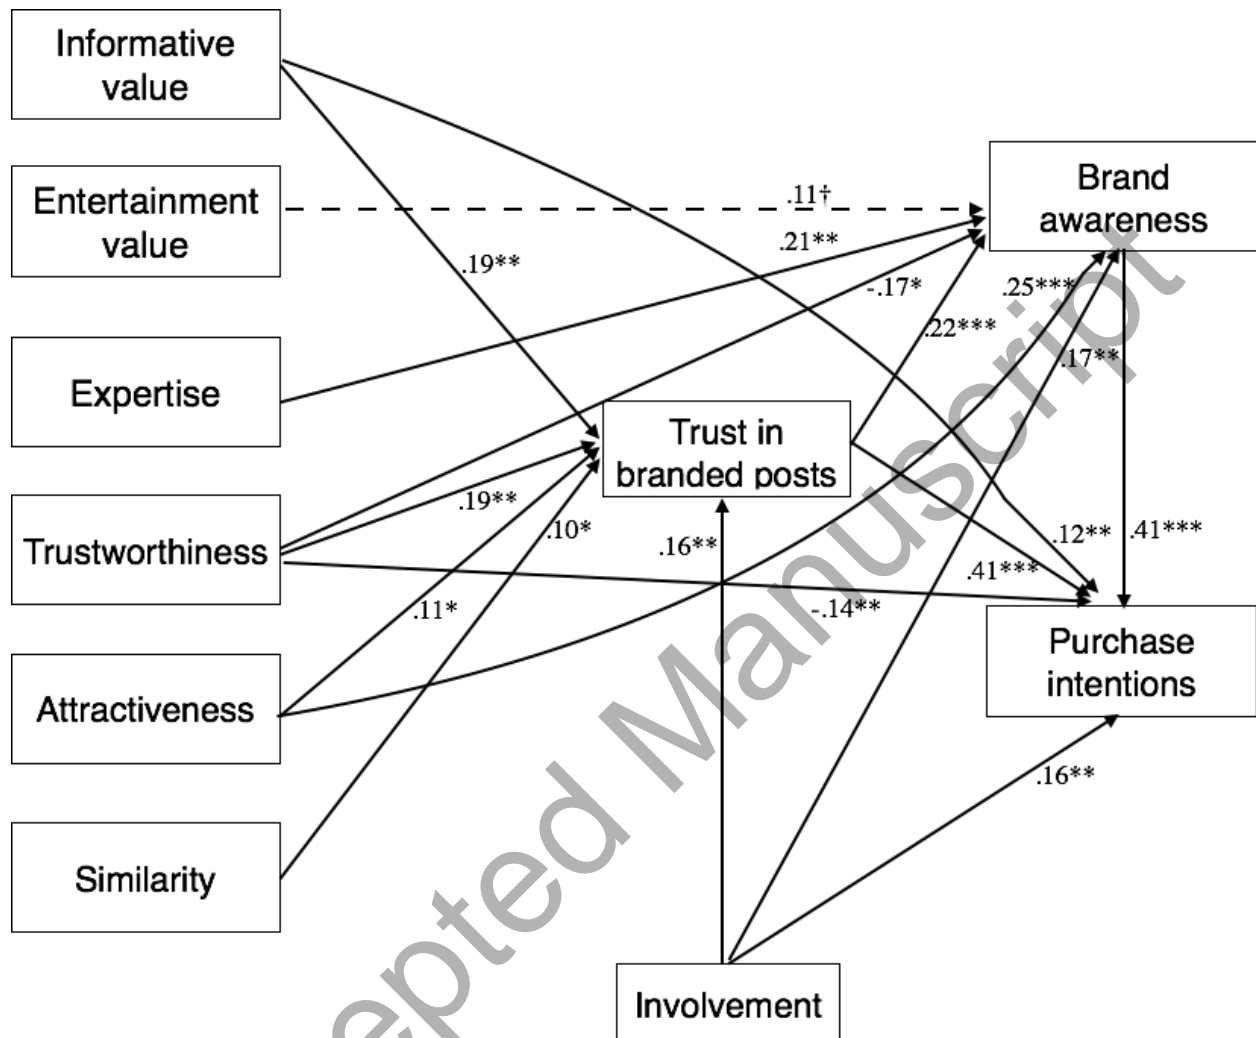 Informative
value
Entertainment
value
Expertise
Trustworthiness
Attractiveness
Similarity
Trust in
branded posts
Involvement
Brand
awareness
Purchase
intentions
.11†
.21**
.19**
-.17*
.25***
.22***
.17**
.19**
.10*
.16**
.12**
.41***
.41***
.11*
-.14**
.16**
epted Manuscript